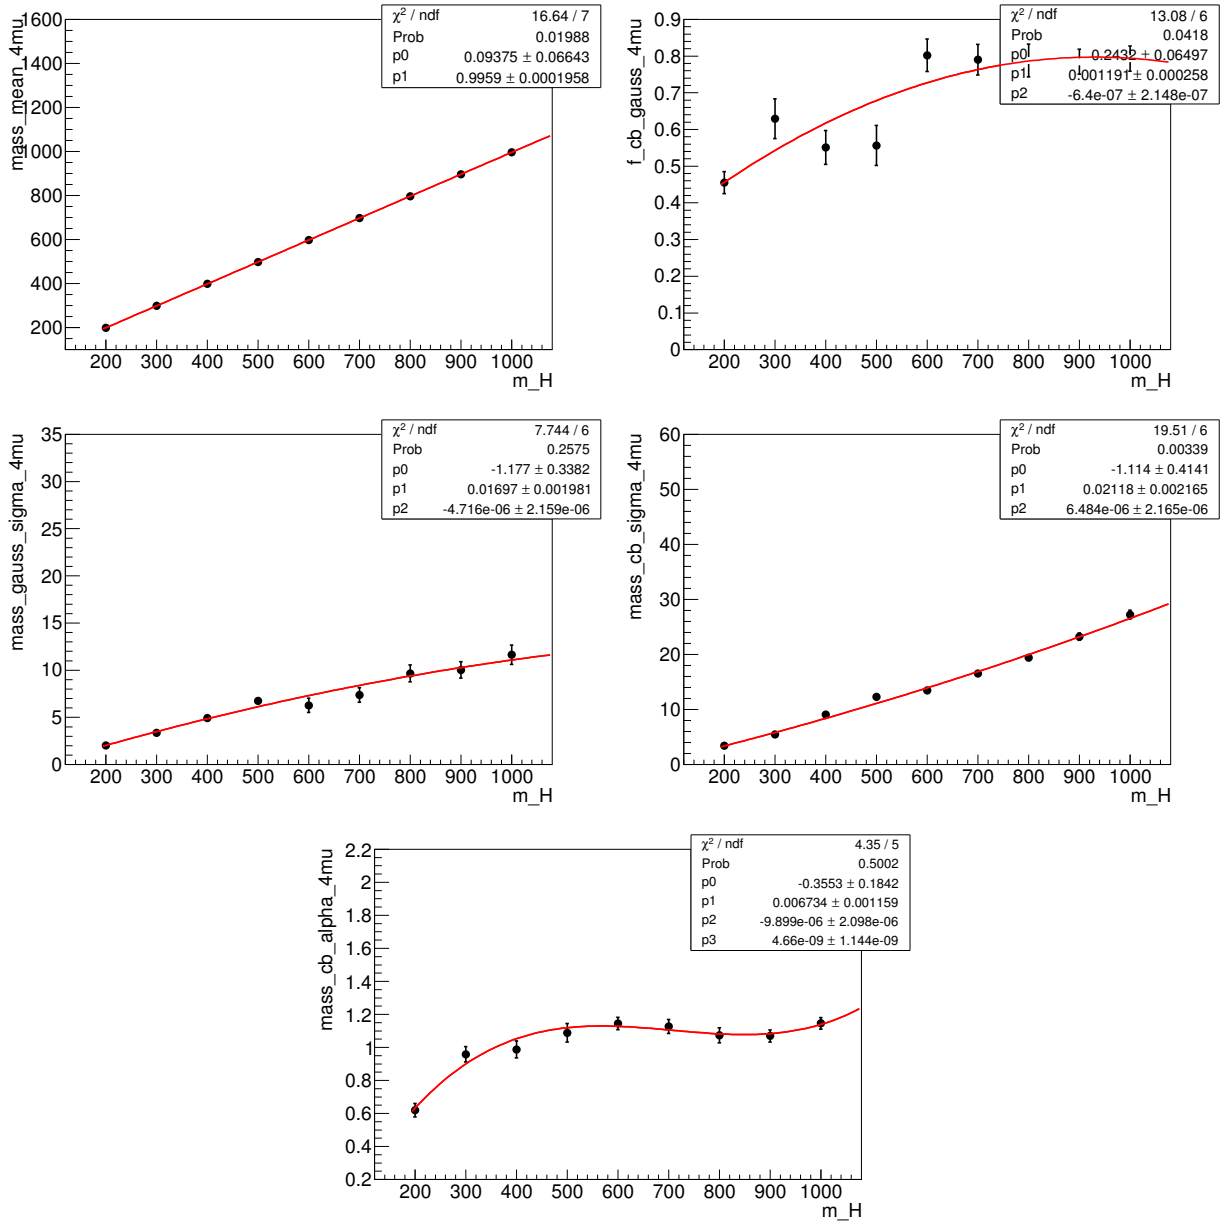 χ² / ndf 16.64 / 7
Prob 0.01988
p0 0.09375 ± 0.06643
p1 0.9959 ± 0.0001958
mass_mean_4mu
1600
1400
1200
1000
800
600
400
200
200 300 400 500 600 700 800 900 1000
m_H
χ² / ndf 13.08 / 6
Prob 0.0418
p0 0.2432 ± 0.06497
p1 0.001191 ± 0.000258
p2 -6.4e-07 ± 2.148e-07
f_cb_gauss_4mu
0.9
0.8
0.7
0.6
0.5
0.4
0.3
0.2
0.1
0
200 300 400 500 600 700 800 900 1000
m_H
χ² / ndf 7.744 / 6
Prob 0.2575
p0 -1.177 ± 0.3382
p1 0.01697 ± 0.001981
p2 -4.716e-06 ± 2.159e-06
mass_gauss_sigma_4mu
35
30
25
20
15
10
5
0
200 300 400 500 600 700 800 900 1000
m_H
χ² / ndf 19.51 / 6
Prob 0.00339
p0 -1.114 ± 0.4141
p1 0.02118 ± 0.002165
p2 6.484e-06 ± 2.165e-06
mass_cb_sigma_4mu
60
50
40
30
20
10
0
200 300 400 500 600 700 800 900 1000
m_H
χ² / ndf 4.35 / 5
Prob 0.5002
p0 -0.3553 ± 0.1842
p1 0.006734 ± 0.001159
p2 -9.899e-06 ± 2.098e-06
p3 4.66e-09 ± 1.144e-09
mass_cb_alpha_4mu
2.2
2
1.8
1.6
1.4
1.2
1
0.8
0.6
0.4
0.2
200 300 400 500 600 700 800 900 1000
m_H